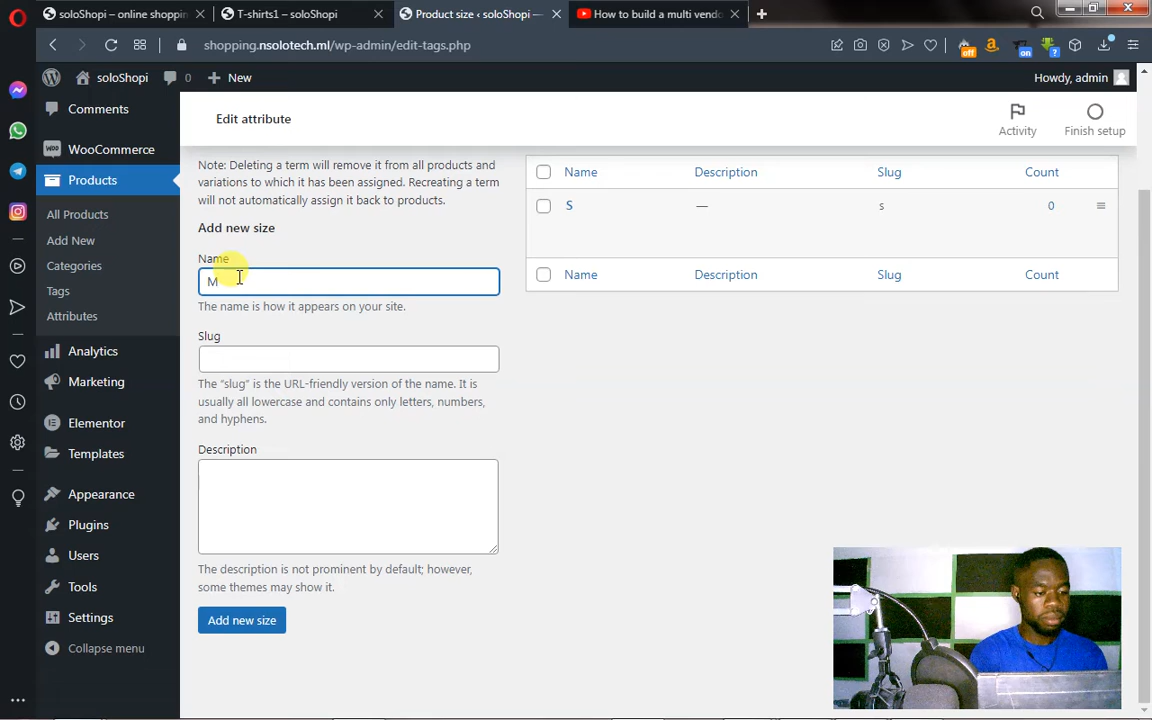 soloShopi – online shoppin
T-shirts1 – soloShopi
Product size ‹ soloShopi —
How to build a multi vendo
shopping.nsolotech.ml/wp-admin/edit-tags.php
off
on
?
soloShopi
0
New
Howdy, admin
Comments
WooCommerce
Products
All Products
Add New
Categories
Tags
Attributes
Analytics
Marketing
Elementor
Templates
Appearance
Plugins
Users
Tools
Settings
Collapse menu
Edit attribute
Activity
Finish setup
Note: Deleting a term will remove it from all products and
variations to which it has been assigned. Recreating a term
will not automatically assign it back to products.
Add new size
Name
M
The name is how it appears on your site.
Slug
The “slug” is the URL-friendly version of the name. It is
usually all lowercase and contains only letters, numbers,
and hyphens.
Description
The description is not prominent by default; however,
some themes may show it.
Add new size
Name Description Slug Count
S — s 0
Name Description Slug Count